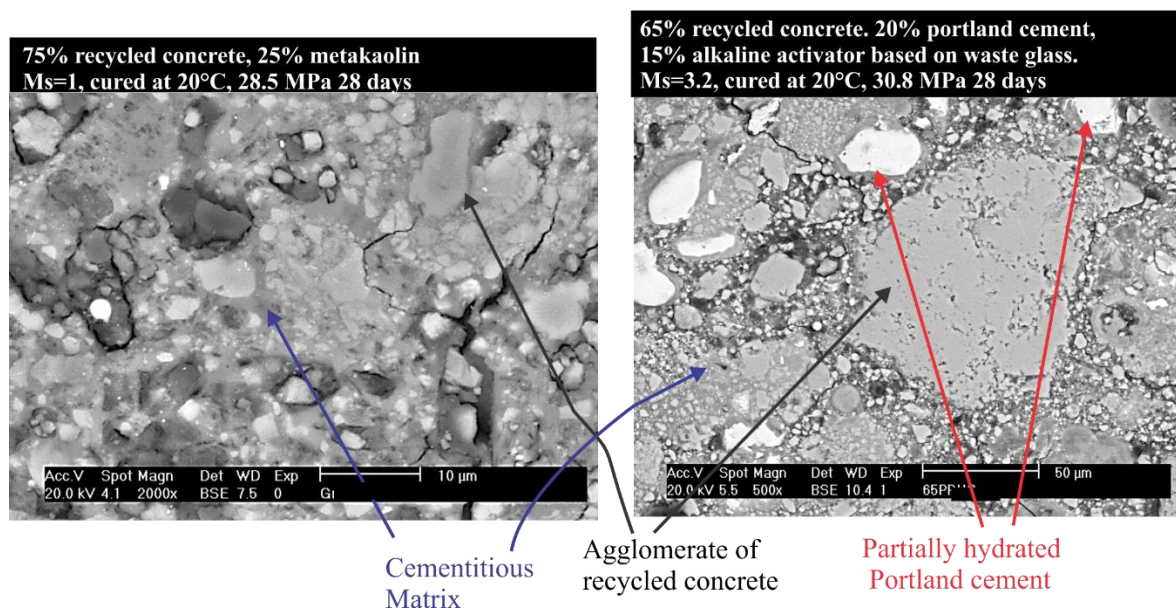 75% recycled concrete, 25% metakaolin
Ms=1, cured at 20°C, 28.5 MPa 28 days
65% recycled concrete. 20% portland cement,
15% alkaline activator based on waste glass.
Ms=3.2, cured at 20°C, 30.8 MPa 28 days
Acc.V Spot Magn Det WD Exp 10 µm
20.0 kV 4.1 2000x BSE 7.5 0
Acc.V Spot Magn Det WD Exp 50 µm
20.0 kV 5.5 500x BSE 10.4 1
Cementitious
Matrix
Agglomerate of
recycled concrete
Partially hydrated
Portland cement